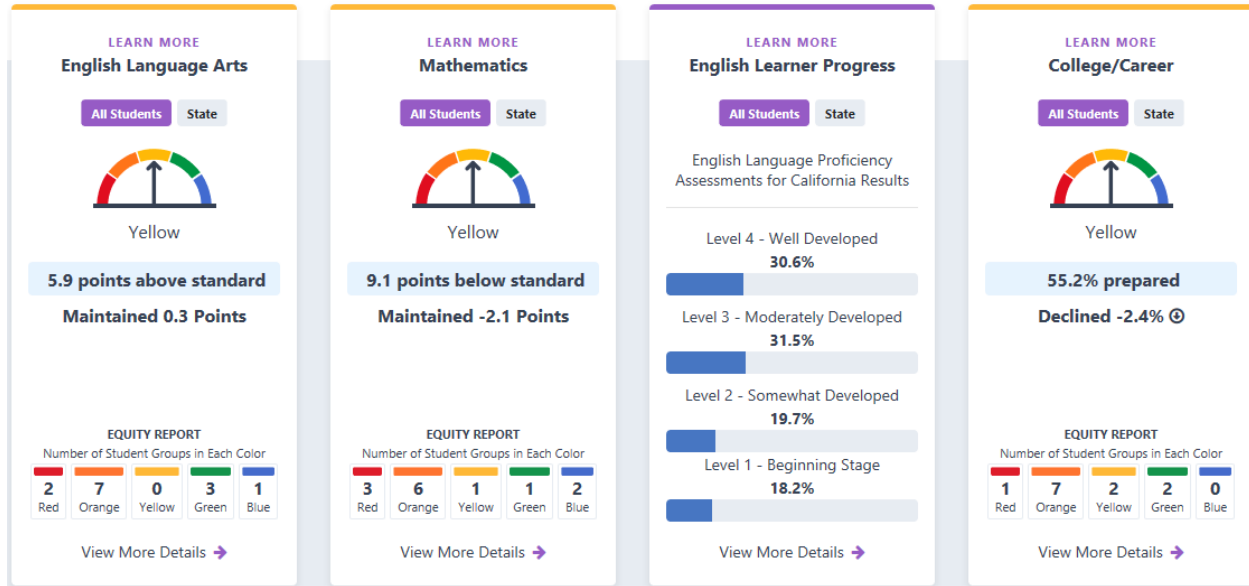 LEARN MORE
English Language Arts
All Students State
Yellow
5.9 points above standard
Maintained 0.3 Points
EQUITY REPORT
Number of Student Groups in Each Color
2 7 0 3 1
Red Orange Yellow Green Blue
View More Details
LEARN MORE
Mathematics
All Students State
Yellow
9.1 points below standard
Maintained -2.1 Points
EQUITY REPORT
Number of Student Groups in Each Color
3 6 1 1 2
Red Orange Yellow Green Blue
View More Details
LEARN MORE
English Learner Progress
All Students State
English Language Proficiency
Assessments for California Results
Level 4 - Well Developed
30.6%
Level 3 - Moderately Developed
31.5%
Level 2 - Somewhat Developed
19.7%
Level 1 - Beginning Stage
18.2%
View More Details
LEARN MORE
College/Career
All Students State
Yellow
55.2% prepared
Declined -2.4%
EQUITY REPORT
Number of Student Groups in Each Color
1 7 2 2 0
Red Orange Yellow Green Blue
View More Details